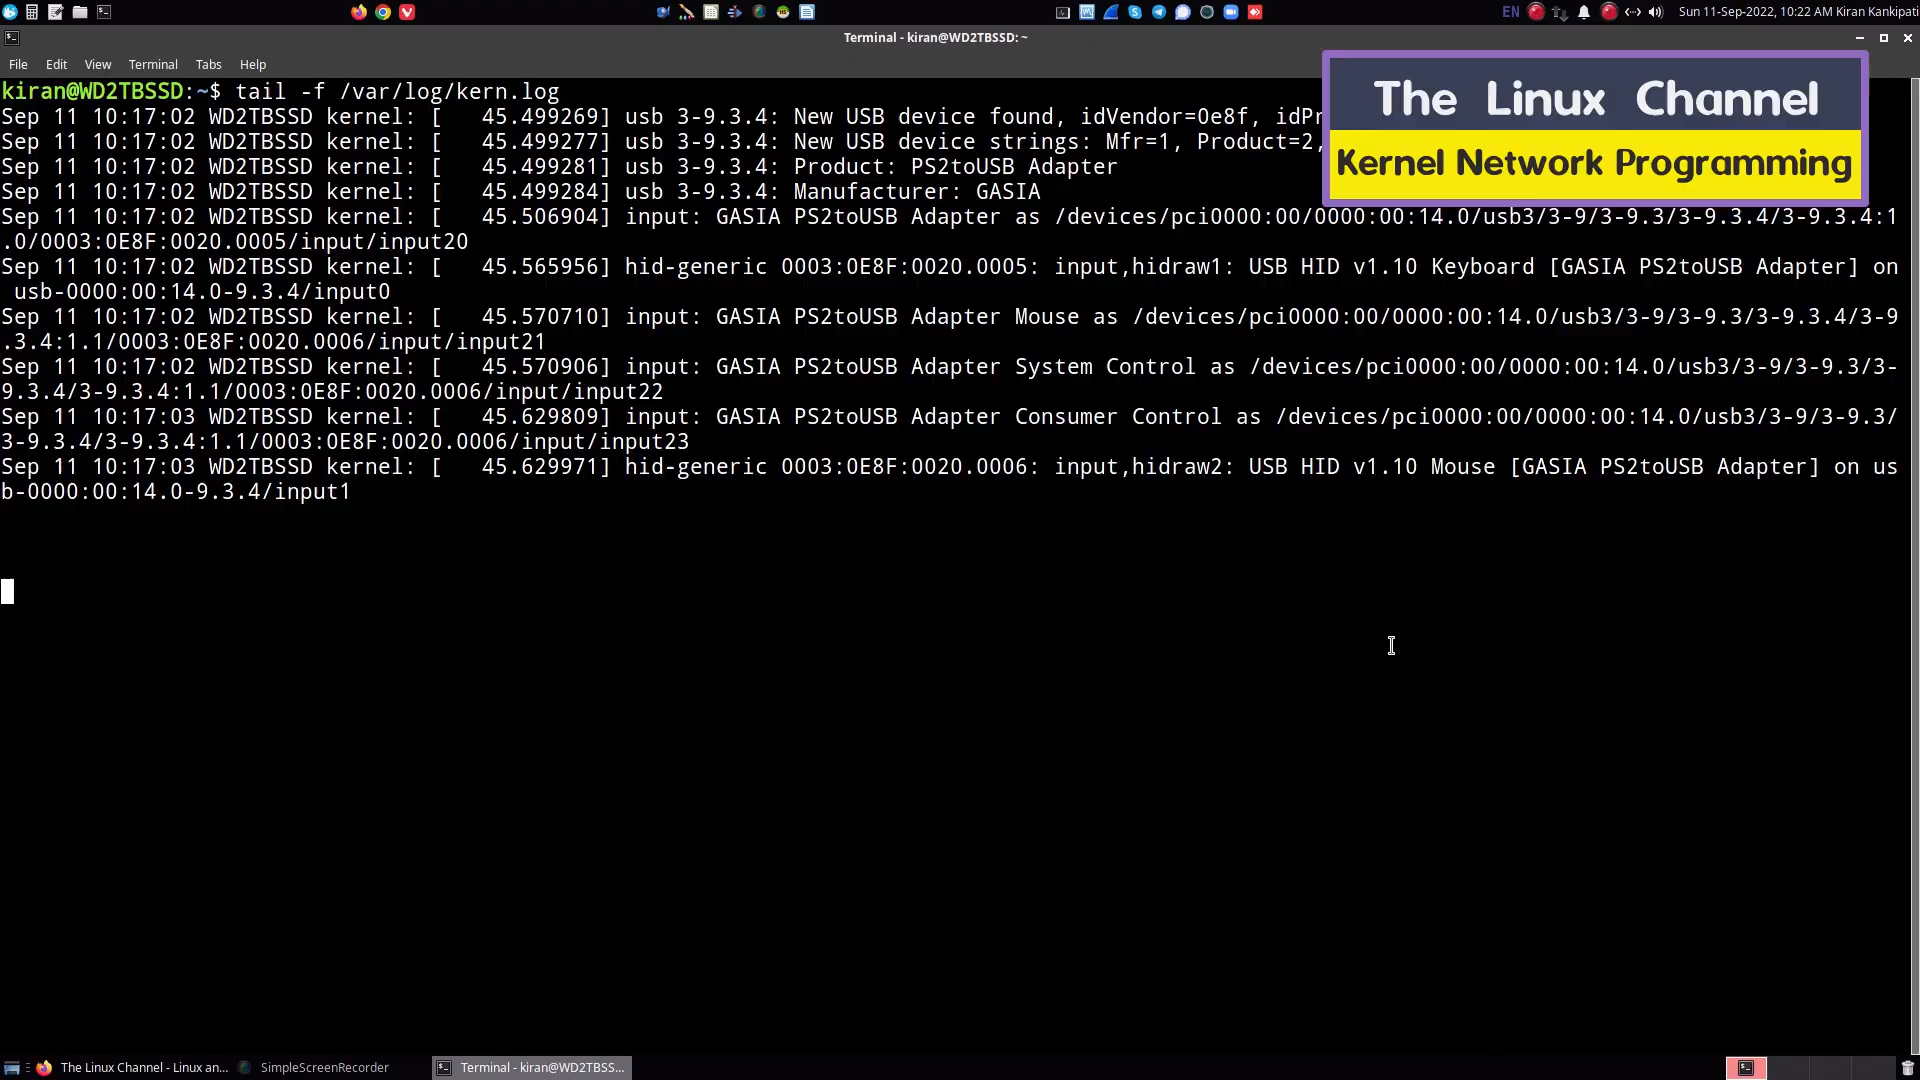 EN
Sun 11-Sep-2022, 10:22 AM Kiran Kankipati
Terminal - kiran@WD2TBSSD: ~
File Edit View Terminal Tabs Help
The Linux Channel
Kernel Network Programming
kiran@WD2TBSSD:~$ tail -f /var/log/kern.log
Sep 11 10:17:02 WD2TBSSD kernel: [   45.499269] usb 3-9.3.4: New USB device found, idVendor=0e8f, idPr
Sep 11 10:17:02 WD2TBSSD kernel: [   45.499277] usb 3-9.3.4: New USB device strings: Mfr=1, Product=2,
Sep 11 10:17:02 WD2TBSSD kernel: [   45.499281] usb 3-9.3.4: Product: PS2toUSB Adapter
Sep 11 10:17:02 WD2TBSSD kernel: [   45.499284] usb 3-9.3.4: Manufacturer: GASIA
Sep 11 10:17:02 WD2TBSSD kernel: [   45.506904] input: GASIA PS2toUSB Adapter as /devices/pci0000:00/0000:00:14.0/usb3/3-9/3-9.3/3-9.3.4/3-9.3.4:1
.0/0003:0E8F:0020.0005/input/input20
Sep 11 10:17:02 WD2TBSSD kernel: [   45.565956] hid-generic 0003:0E8F:0020.0005: input,hidraw1: USB HID v1.10 Keyboard [GASIA PS2toUSB Adapter] on
 usb-0000:00:14.0-9.3.4/input0
Sep 11 10:17:02 WD2TBSSD kernel: [   45.570710] input: GASIA PS2toUSB Adapter Mouse as /devices/pci0000:00/0000:00:14.0/usb3/3-9/3-9.3/3-9.3.4/3-9
.3.4:1.1/0003:0E8F:0020.0006/input/input21
Sep 11 10:17:02 WD2TBSSD kernel: [   45.570906] input: GASIA PS2toUSB Adapter System Control as /devices/pci0000:00/0000:00:14.0/usb3/3-9/3-9.3/3-
9.3.4/3-9.3.4:1.1/0003:0E8F:0020.0006/input/input22
Sep 11 10:17:03 WD2TBSSD kernel: [   45.629809] input: GASIA PS2toUSB Adapter Consumer Control as /devices/pci0000:00/0000:00:14.0/usb3/3-9/3-9.3/
3-9.3.4/3-9.3.4:1.1/0003:0E8F:0020.0006/input/input23
Sep 11 10:17:03 WD2TBSSD kernel: [   45.629971] hid-generic 0003:0E8F:0020.0006: input,hidraw2: USB HID v1.10 Mouse [GASIA PS2toUSB Adapter] on us
b-0000:00:14.0-9.3.4/input1
The Linux Channel - Linux an...
SimpleScreenRecorder
Terminal - kiran@WD2TBSS...